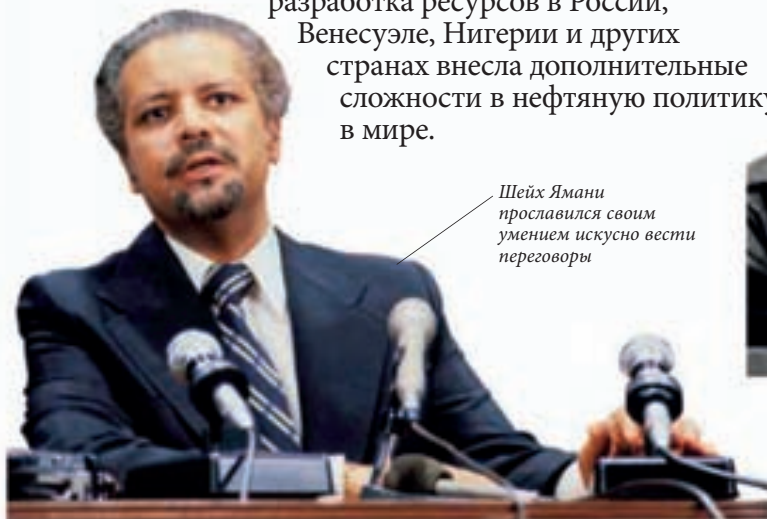 разработка ресурсов в России,
Венесуэле, Нигерии и других
странах внесла дополнительные
сложности в нефтяную политику
в мире.
Шейх Ямани
прославился своим
умением искусно вести
переговоры